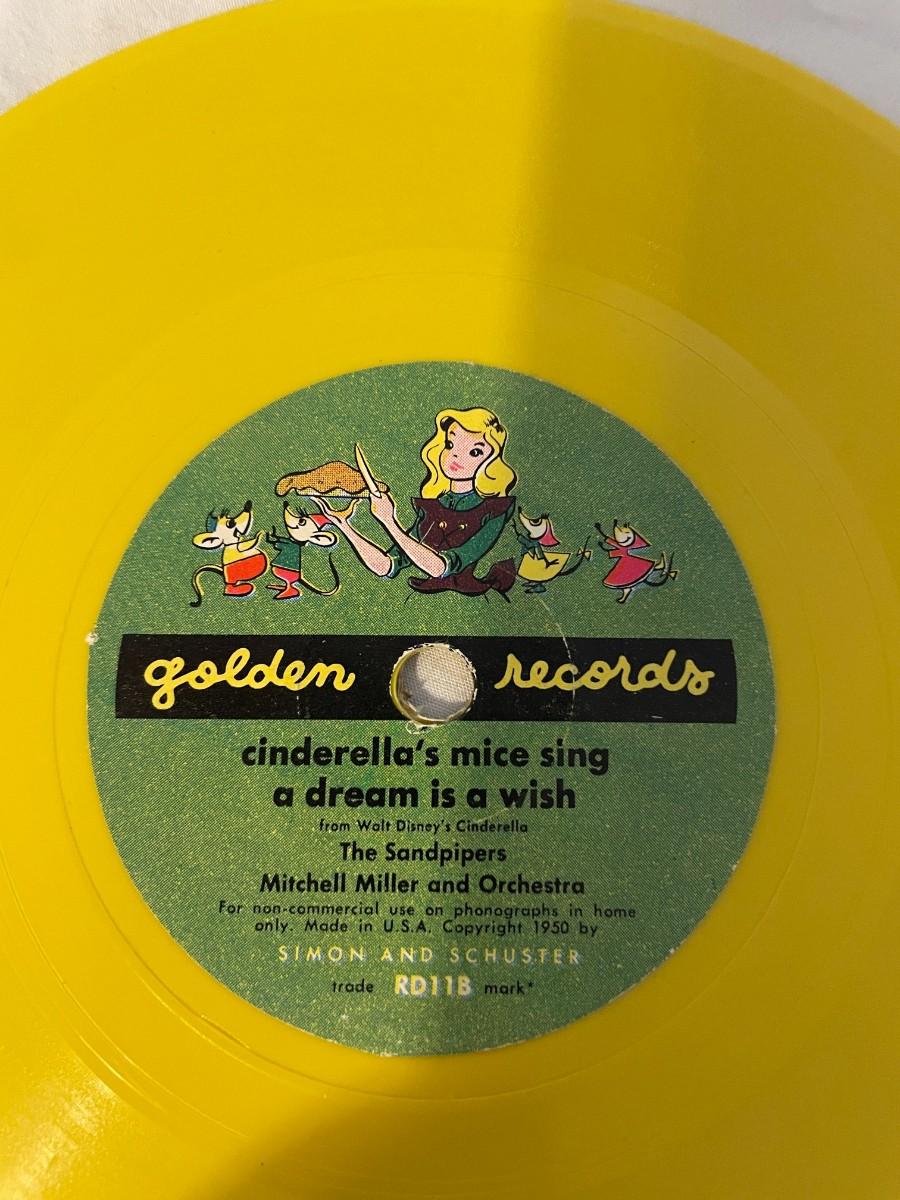 golden records
cinderella's mice sing
a dream is a wish
from Walt Disney's Cinderella
The Sandpipers
Mitchell Miller and Orchestra
For non-commercial use on phonographs in home
only. Made in U.S.A. Copyright 1950 by
SIMON AND SCHUSTER
trade RD11B mark*